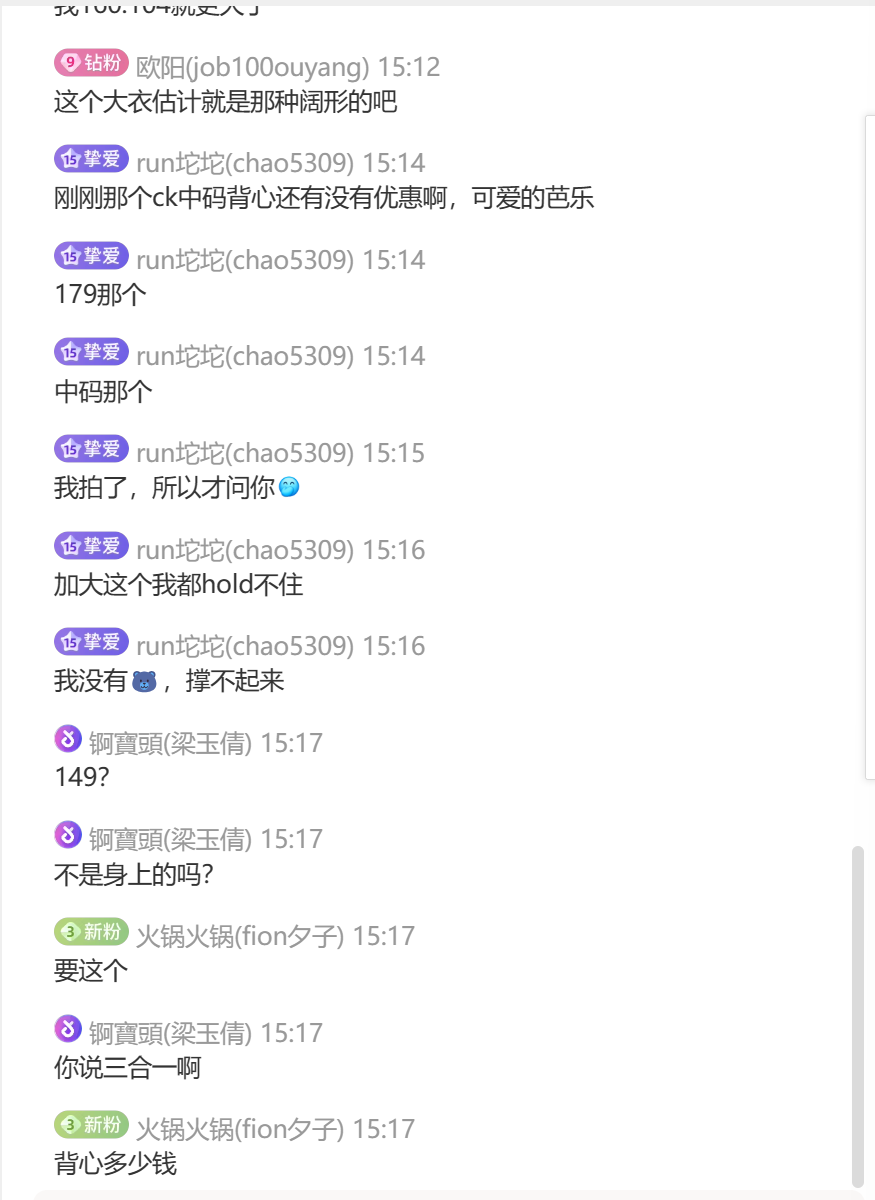 我160.104就更大了
9 钻粉 欧阳(job100ouyang) 15:12
这个大衣估计就是那种阔形的吧
15 挚爱 run坨坨(chao5309) 15:14
刚刚那个ck中码背心还有没有优惠啊，可爱的芭乐
15 挚爱 run坨坨(chao5309) 15:14
179那个
15 挚爱 run坨坨(chao5309) 15:14
中码那个
15 挚爱 run坨坨(chao5309) 15:15
我拍了，所以才问你
15 挚爱 run坨坨(chao5309) 15:16
加大这个我都hold不住
15 挚爱 run坨坨(chao5309) 15:16
我没有🐻，撑不起来
锕寶頭(梁玉倩) 15:17
149?
锕寶頭(梁玉倩) 15:17
不是身上的吗?
3 新粉 火锅火锅(fion夕子) 15:17
要这个
锕寶頭(梁玉倩) 15:17
你说三合一啊
3 新粉 火锅火锅(fion夕子) 15:17
背心多少钱